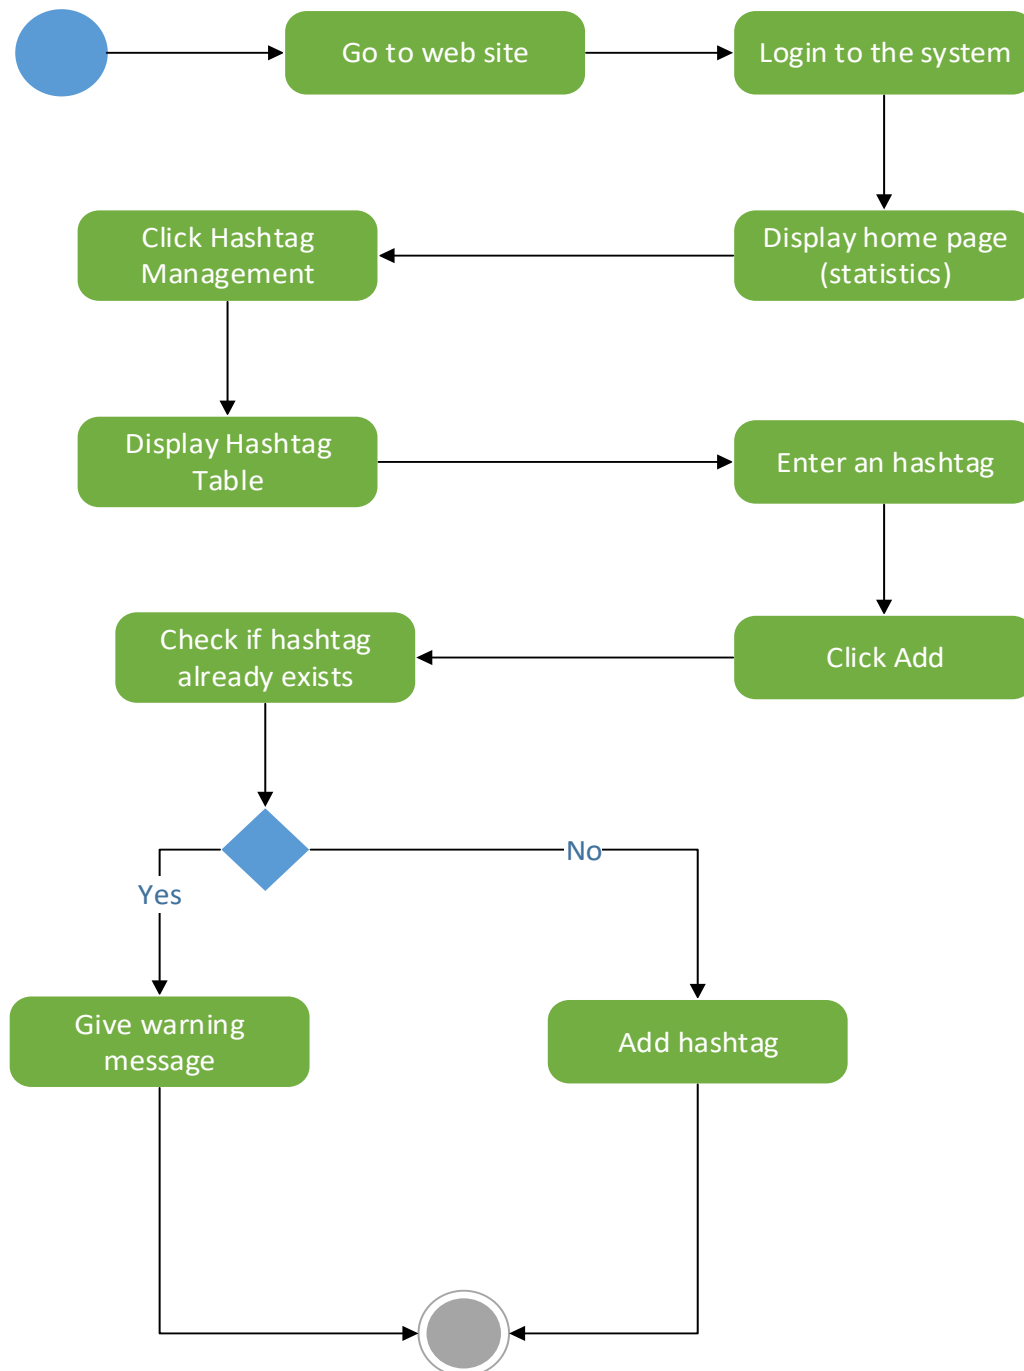 Go to web site
Login to the system
Click Hashtag
Management
Display home page
(statistics)
Display Hashtag
Table
Enter an hashtag
Check if hashtag
already exists
Click Add
No
Yes
Give warning
message
Add hashtag